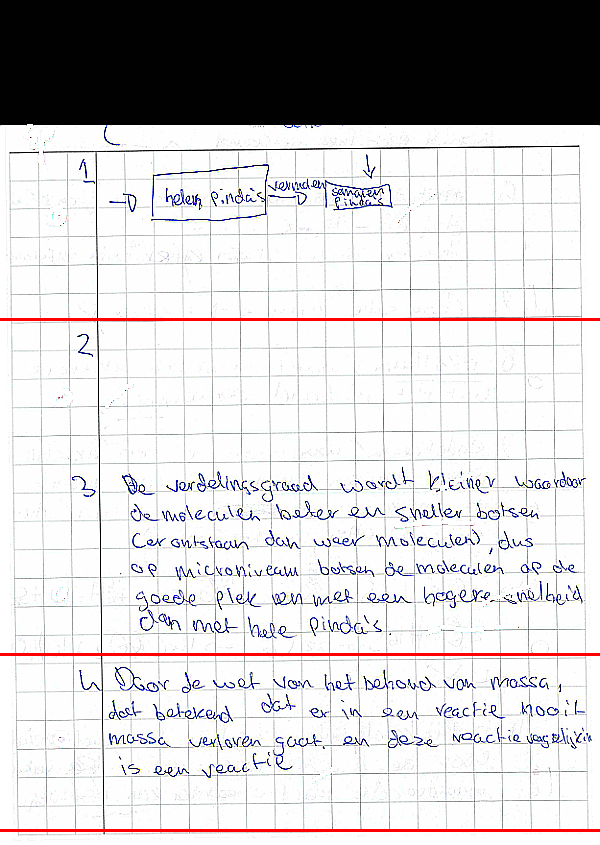 1
helen pinda's
vermalen
gemalen
pinda's
2
3 De verdelingsgraad wordt kleiner waardoor
de moleculen beter en sneller botsen
(er ontstaan dan weer moleculen), dus
op microniveau botsen de moleculen op de
goede plek en met een hogere snelheid
dan met hele pinda's.
4 Door de wet van het behoud van massa,
dat betekend dat er in een reactie nooit
massa verloren gaat. en deze reactie
is een reactie